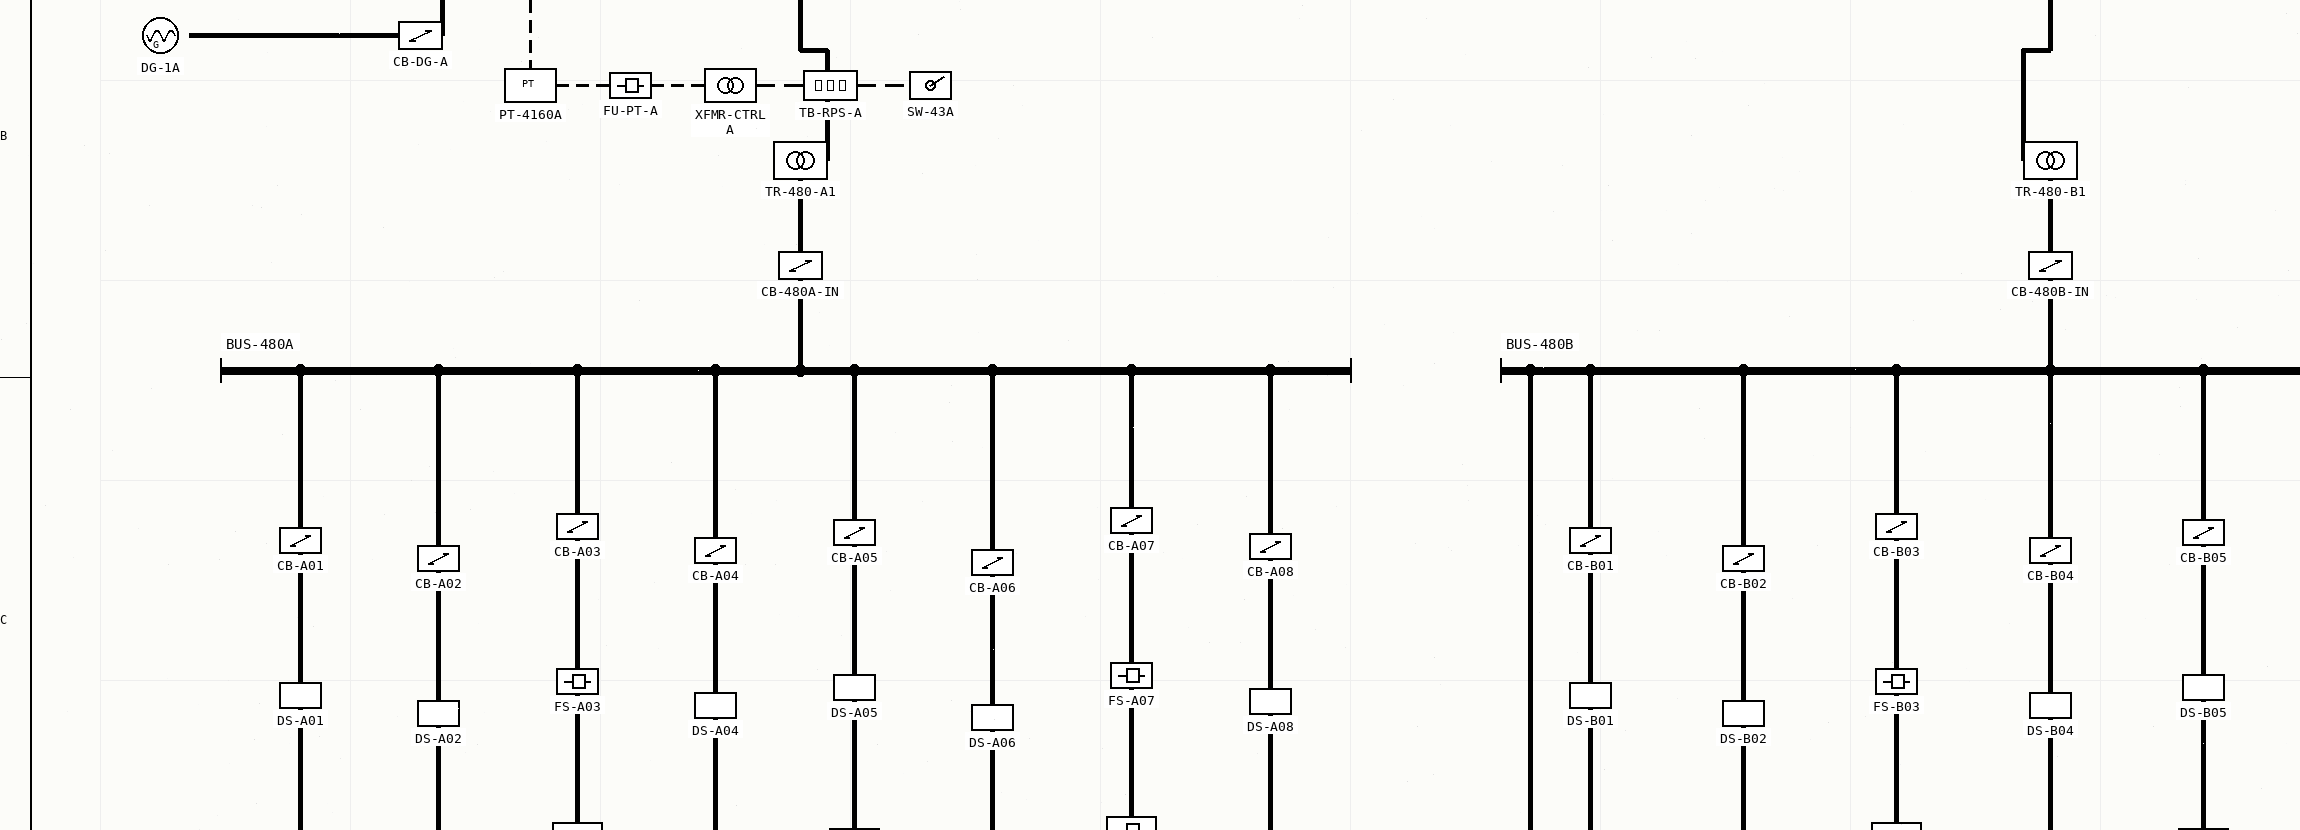 G
DG-1A
CB-DG-A
PT
PT-4160A
FU-PT-A
XFMR-CTRL
A
TB-RPS-A
SW-43A
B
TR-480-A1
TR-480-B1
CB-480A-IN
CB-480B-IN
BUS-480A
BUS-480B
CB-A01
CB-A02
CB-A03
CB-A04
CB-A05
CB-A06
CB-A07
CB-A08
CB-B01
CB-B02
CB-B03
CB-B04
CB-B05
C
DS-A01
DS-A02
FS-A03
DS-A04
DS-A05
DS-A06
FS-A07
DS-A08
DS-B01
DS-B02
FS-B03
DS-B04
DS-B05